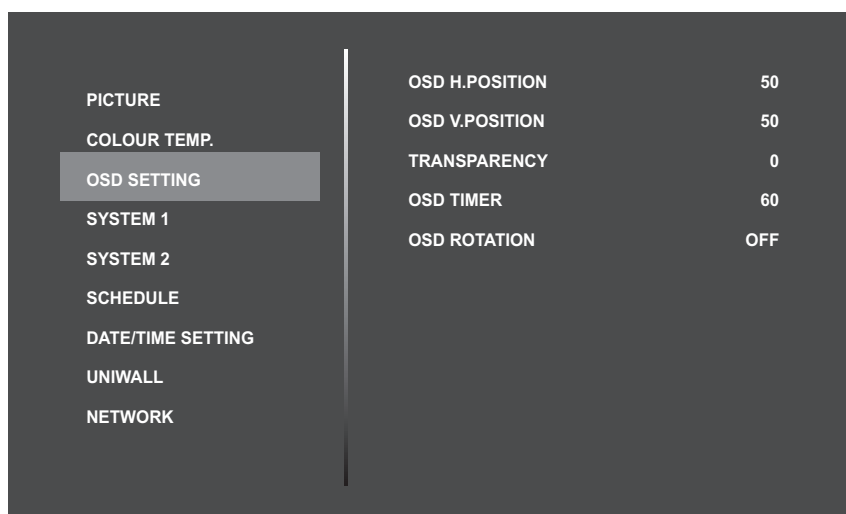 PICTURE
COLOUR TEMP.
OSD SETTING
SYSTEM 1
SYSTEM 2
SCHEDULE
DATE/TIME SETTING
UNIWALL
NETWORK
OSD H.POSITION 50
OSD V.POSITION 50
TRANSPARENCY 0
OSD TIMER 60
OSD ROTATION OFF